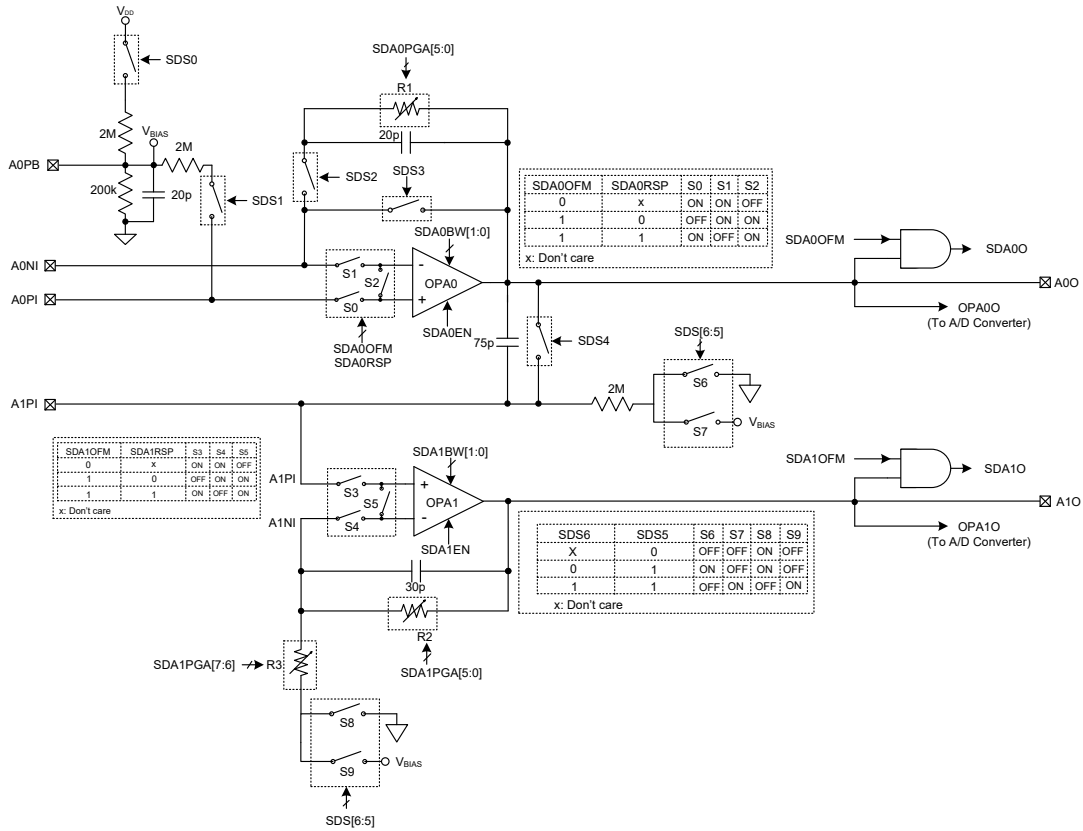 VDD
SDS0
SDA0PGA[5:0]
R1
2M
VBIAS
2M
20p
A0PB
200k
20p
SDS1
SDS2
SDS3
SDA0BW[1:0]
SDA0OFM SDA0RSP S0 S1 S2
0 x ON ON OFF
1 0 OFF ON ON
1 1 ON OFF ON
x: Don't care
SDA0OFM
SDA0O
A0NI
S1
S2
-
OPA0
A0PI
S0
+
A0O
OPA0O
(To A/D Converter)
SDA0EN
SDA0OFM
SDA0RSP
75p
SDS4
SDS[6:5]
S6
2M
A1PI
S7
VBIAS
SDA1OFM SDA1RSP S3 S4 S5
0 x ON ON OFF
1 0 OFF ON ON
1 1 ON OFF ON
x: Don't care
SDA1BW[1:0]
SDA1OFM
SDA1O
A1PI
S3
S5
+
OPA1
A1NI
S4
-
A1O
OPA1O
(To A/D Converter)
SDA1EN
SDS6 SDS5 S6 S7 S8 S9
X 0 OFF OFF ON OFF
0 1 ON OFF ON OFF
1 1 OFF ON OFF ON
x: Don't care
30p
R2
SDA1PGA[5:0]
SDA1PGA[7:6]
R3
S8
S9
VBIAS
SDS[6:5]